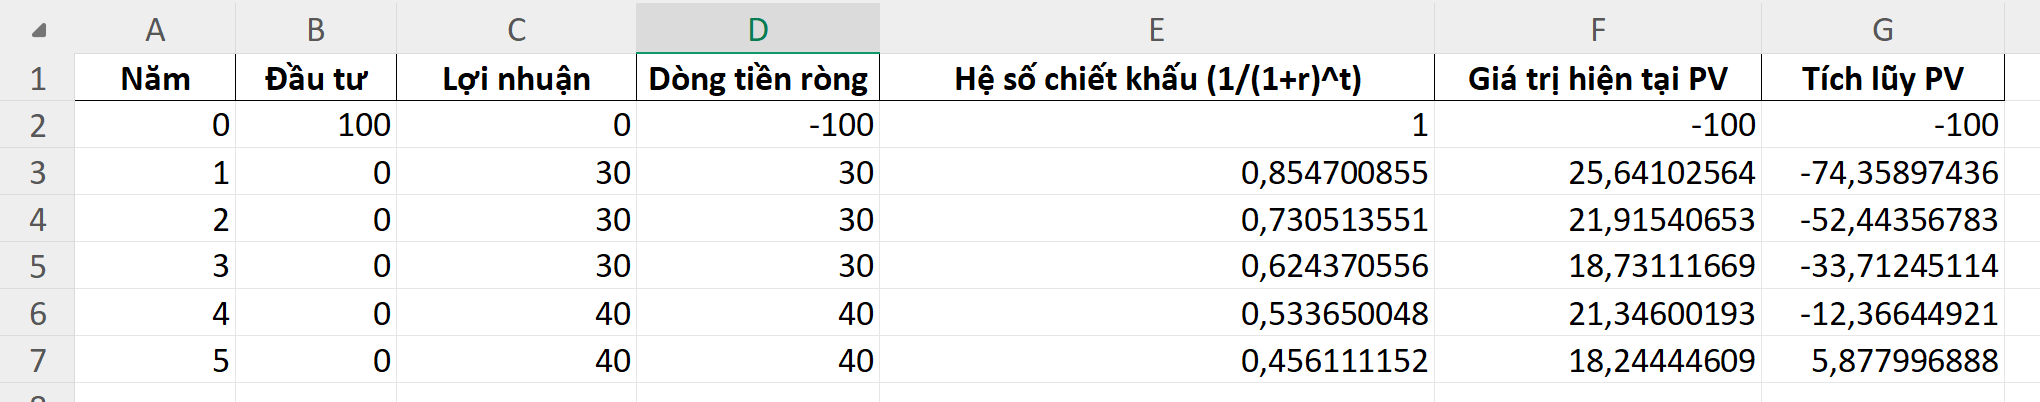 A B C D E F G
1 Năm Đầu tư Lợi nhuận Dòng tiền ròng Hệ số chiết khấu (1/(1+r)^t) Giá trị hiện tại PV Tích lũy PV
2 0 100 0 -100 1 -100 -100
3 1 0 30 30 0,854700855 25,64102564 -74,35897436
4 2 0 30 30 0,730513551 21,91540653 -52,44356783
5 3 0 30 30 0,624370556 18,73111669 -33,71245114
6 4 0 40 40 0,533650048 21,34600193 -12,36644921
7 5 0 40 40 0,456111152 18,24444609 5,877996888